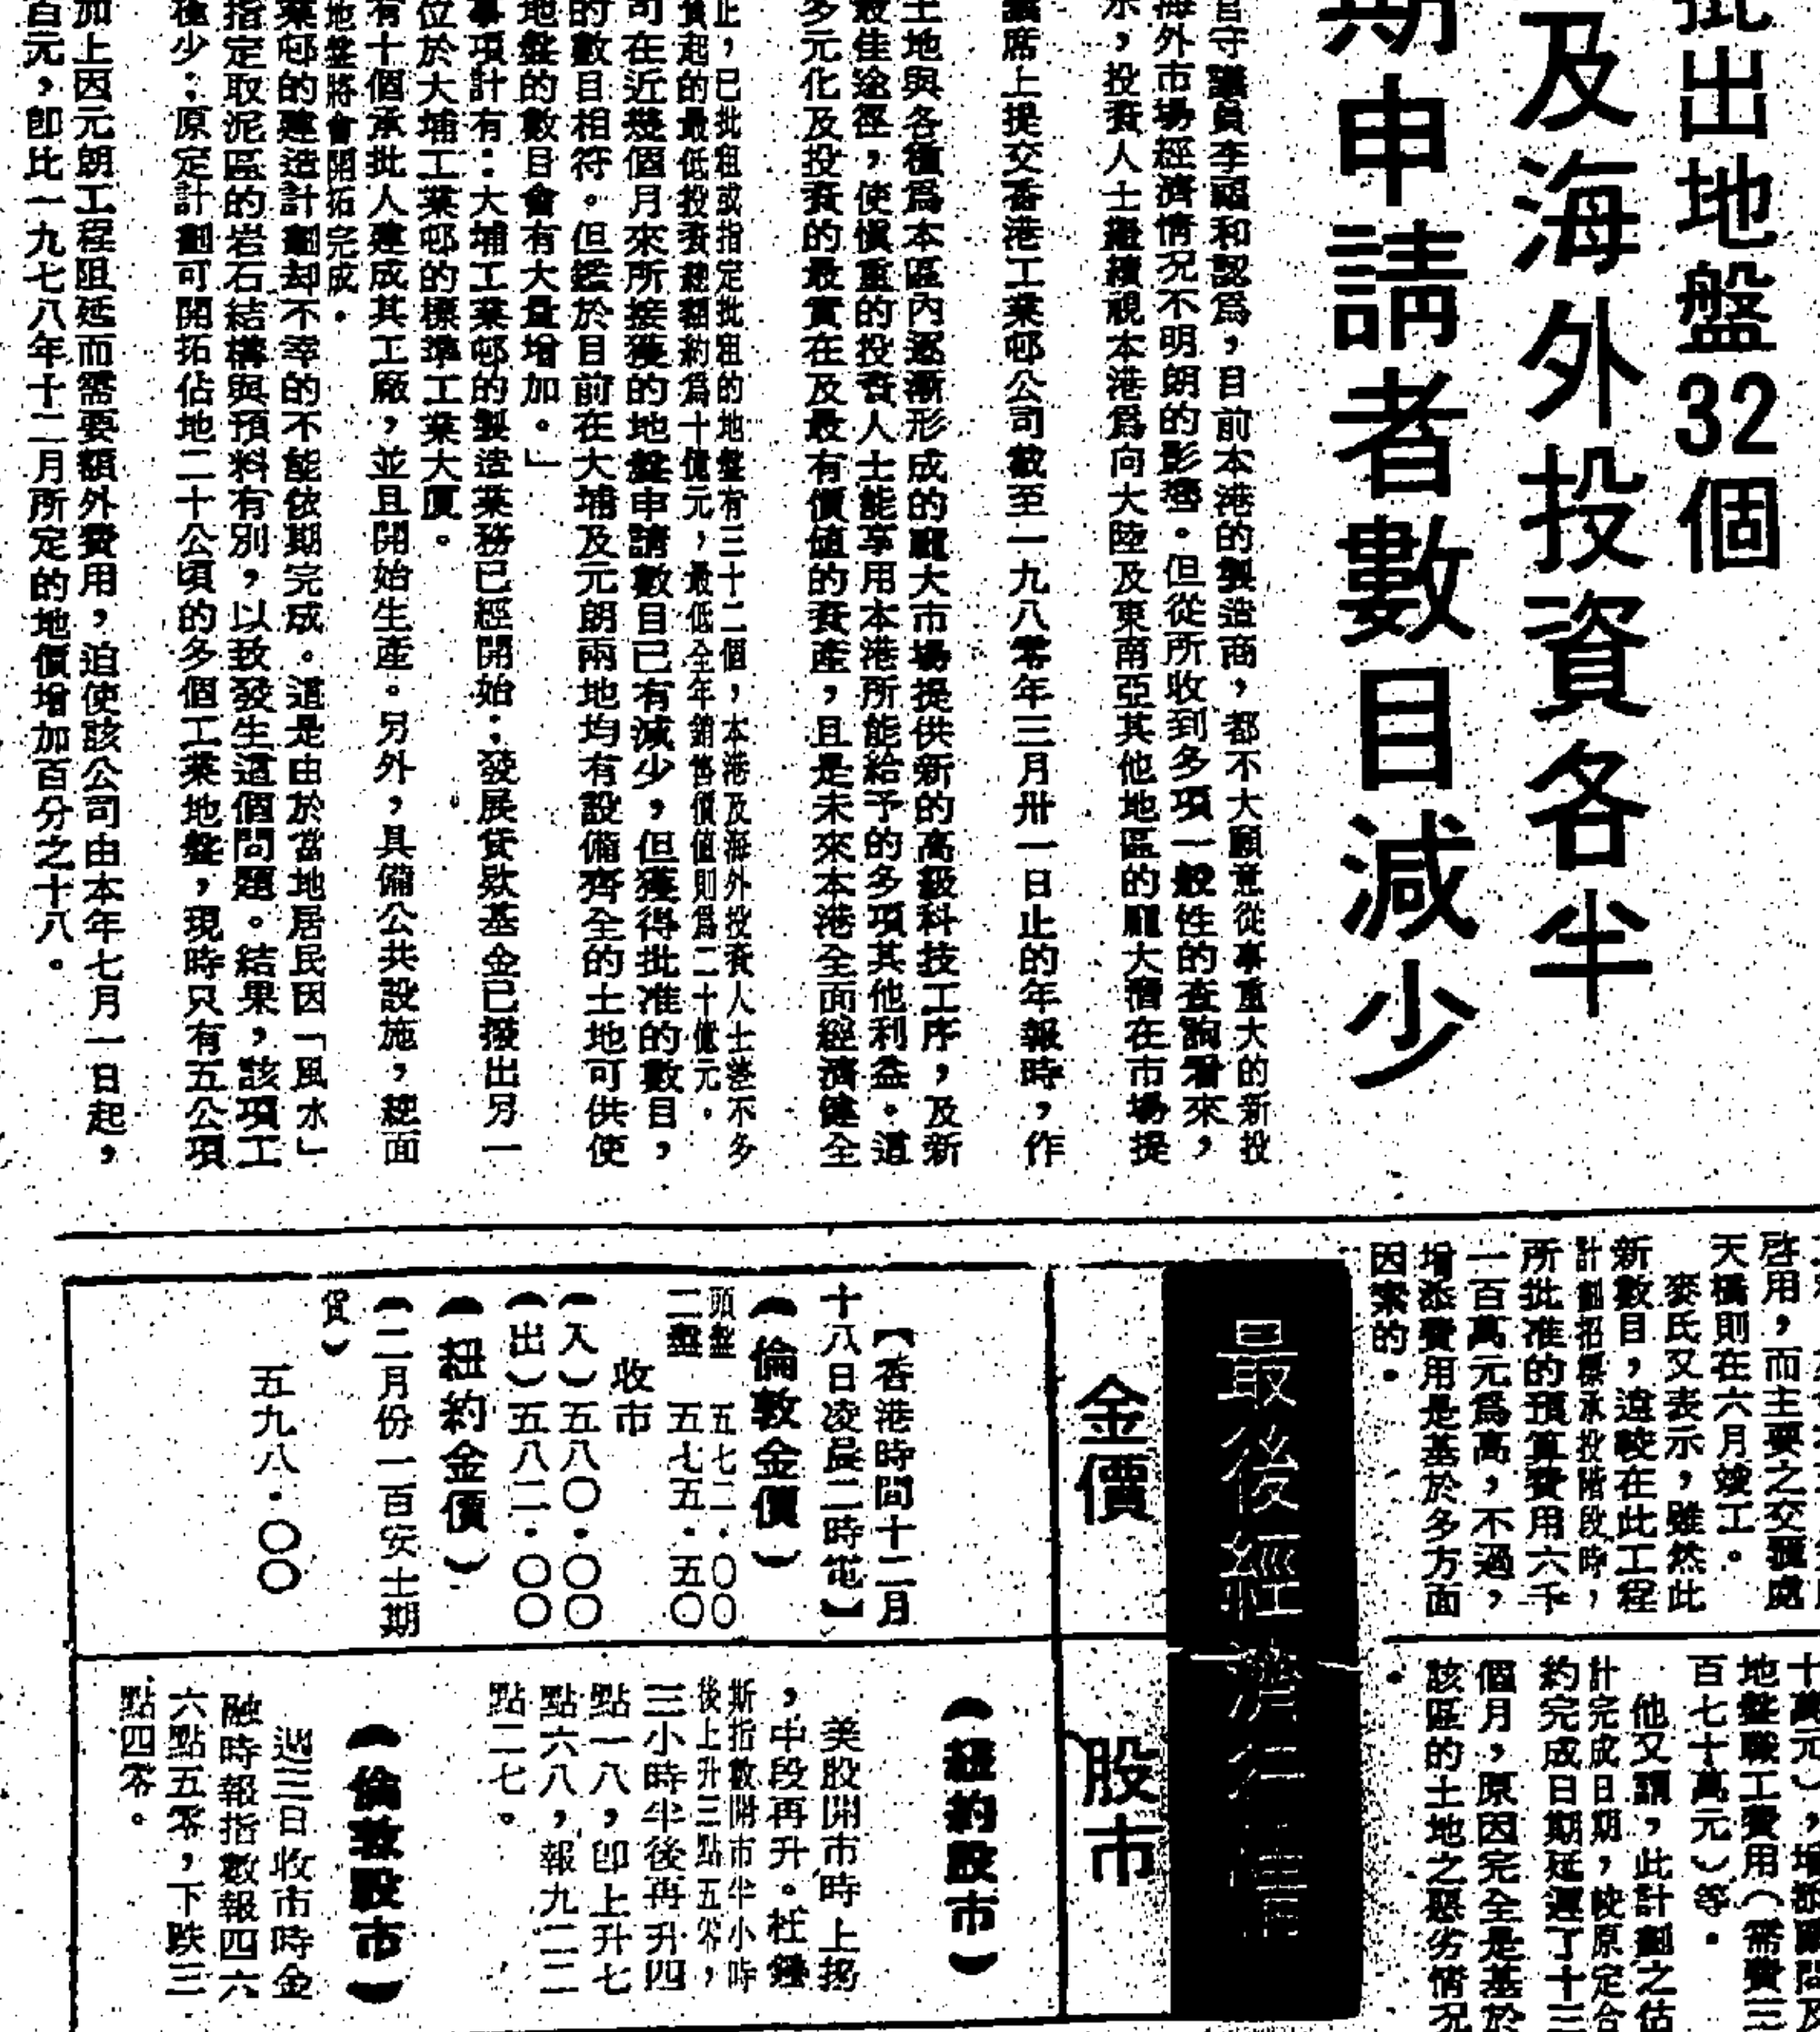 批出地盤32個
及海外投資各半
期申請者數目減少
官守議員李福和認爲，目前本港的製造商，都不大願意從事重大的新投
海外市場經濟情况不明朗的影響。但從所收到多項一般性的查詢看來，
示，投資人士繼續視本港爲向大陸及東南亞其他地區的龐大潛在市場提
議席上提交香港工業邨公司截至一九八零年三月卅一日止的年報時，作
土地與各種爲本區內逐漸形成的龐大市場提供新的高級科技工序，及新
最佳途徑，使愼重的投資人士能享用本港所能給予的多項其他利益。這
多元化及投資的最實在及最有價値的資產，且是未來本港全面經濟健全
止，已批租或指定批租的地盤有三十二個，本港及海外投資人士差不多
負起的最低投資總額約爲十億元，最低全年銷售價值則爲二十億元。
司在近幾個月來所接獲的地盤申請數目已有減少，但獲得批准的數目，
的數目相符。但鑑於目前在大埔及元朗兩地均有設備齊全的土地可供使
地盤的數目會有大量增加。」
事項計有：大埔工業邨的製造業務已經開始；發展貸款基金已撥出另一
位於大埔工業邨的標準工業大厦。
有十個承批人建成其工廠，並且開始生產。另外，具備公共設施，總面
地盤將會開拓完成。
業邨的建造計劃却不幸的不能依期完成。這是由於當地居民因「風水」
指定取泥區的岩石結構與預料有別，以致發生這個問題。結果，該項工
極少；原定計劃可開拓佔地二十公頃的多個工業地盤，現時只有五公頃
加上因元朗工程阻延而需要額外費用，迫使該公司由本年七月一日起，
百元，卽比一九七八年十二月所定的地價增加百分之十八。
啓用，而主要之交匯處
天橋則在六月竣工。
麥氏又表示，雖然此
新數目，遠較在此工程
計劃招標承投階段時，
所批准的預算費用六千
一百萬元爲高，不過，
增添費用是基於多方面
因素的。
十萬元），增設顧問及
地盤職工費用（需費三
百七十萬元）等。
他又謂，此計劃之估
計完成日期，較原定合
約完成日期延遲了十三
個月，原因完全是基於
該區的土地之惡劣情况
。
最後經濟行情
金價
【香港時間十二月
十八日凌晨二時電】
（倫敦金價）
頭盤　五七二・〇〇
二盤　五七五・五〇
收市
（入）五八〇・〇〇
（出）五八二・〇〇
（紐約金價）
（二月份一百安士期
貨）
五九八・〇〇
股市
（紐約股市）
美股開市時上揚
，中段再升。杜鍾
斯指數開市半小時
後上升三點五零，
三小時半後再升四
點一八，卽上升七
點六八，報九二二
點二七。
（倫敦股市）
週三日收市時金
融時報指數報四六
六點五零，下跌三
點四零。